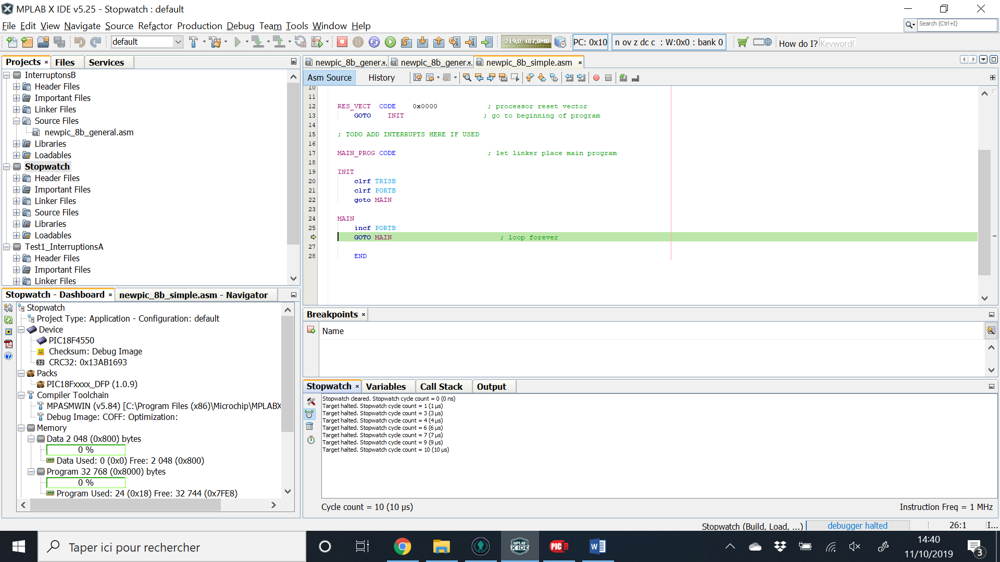 MPLAB X IDE v5.25 - Stopwatch : default
File Edit View Navigate Source Refactor Production Debug Team Tools Window Help
Search (Ctrl+I)
default
219,0/487,0MB
PC: 0x10
n ov z dc c : W:0x0 : bank 0
How do I?
Projects × Files Services
InterruptonsB
Header Files
Important Files
Linker Files
Source Files
newpic_8b_general.asm
Libraries
Loadables
Stopwatch
Header Files
Important Files
Linker Files
Source Files
Libraries
Loadables
Test1_InterruptionsA
Header Files
Important Files
Linker Files
Stopwatch - Dashboard × newpic_8b_simple.asm - Navigator
Stopwatch
Project Type: Application - Configuration: default
Device
PIC18F4550
Checksum: Debug Image
CRC32: 0x13AB1693
Packs
PIC18Fxxxx_DFP (1.0.9)
Compiler Toolchain
MPASMWIN (v5.84) [C:\Program Files (x86)\Microchip\MPLABX
Debug Image: COFF: Optimization:
Memory
Data 2 048 (0x800) bytes
0 %
Data Used: 0 (0x0) Free: 2 048 (0x800)
Program 32 768 (0x8000) bytes
0 %
Program Used: 24 (0x18) Free: 32 744 (0x7FE8)
newpic_8b_gener... × newpic_8b_gener... × newpic_8b_simple.asm ×
Asm Source History
10
11
12 RES_VECT CODE 0x0000 ; processor reset vector
13 GOTO INIT ; go to beginning of program
14
15 ; TODO ADD INTERRUPTS HERE IF USED
16
17 MAIN_PROG CODE ; let linker place main program
18
19 INIT
20 clrf TRISB
21 clrf PORTB
22 goto MAIN
23
24 MAIN
25 incf PORTB
GOTO MAIN ; loop forever
27
28 END
Breakpoints ×
Name
Stopwatch × Variables Call Stack Output
Stopwatch cleared. Stopwatch cycle count = 0 (0 ns)
Target halted. Stopwatch cycle count = 1 (1 µs)
Target halted. Stopwatch cycle count = 3 (3 µs)
Target halted. Stopwatch cycle count = 4 (4 µs)
Target halted. Stopwatch cycle count = 6 (6 µs)
Target halted. Stopwatch cycle count = 7 (7 µs)
Target halted. Stopwatch cycle count = 9 (9 µs)
Target halted. Stopwatch cycle count = 10 (10 µs)
Cycle count = 10 (10 µs) Instruction Freq = 1 MHz
Stopwatch (Build, Load, ...) debugger halted 26:1 I...
Taper ici pour rechercher
MPLAB X IDE
PIC 8
14:40
11/10/2019
3